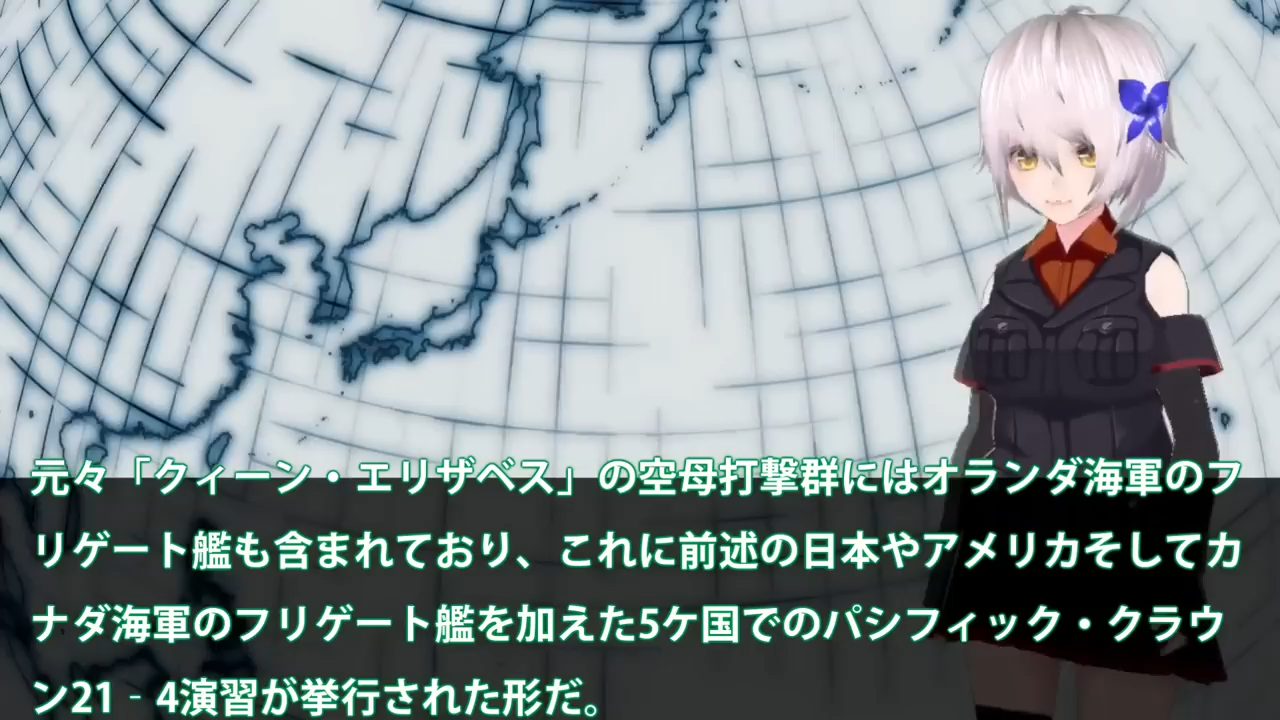 元々「クィーン・エリザベス」の空母打撃群にはオランダ海軍のフ
リゲート艦も含まれており、これに前述の日本やアメリカそしてカ
ナダ海軍のフリゲート艦を加えた5ケ国でのパシフィック・クラウ
ン21‐4演習が挙行された形だ。